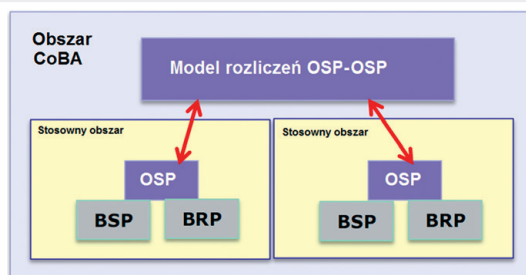 Obszar
CoBA
Model rozliczeń OSP-OSP
Stosowny obszar
OSP
BSP
BRP
Stosowny obszar
OSP
BSP
BRP